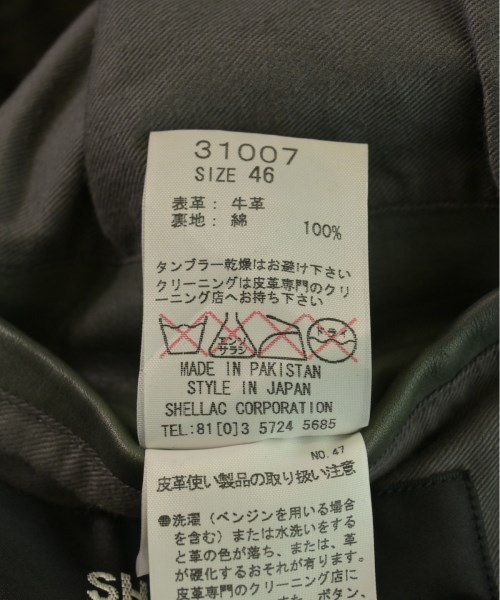 31007
SIZE 46
表革: 牛革
裏地: 綿
100%
タンブラー乾燥はお避け下さい
クリーニングは皮革専門のクリ
ーニング店へお持ち下さい
エンソ
サラシ
ドライ
MADE IN PAKISTAN
STYLE IN JAPAN
SHELLAC CORPORATION
TEL:81[0]3 5724 5685
NO.47
皮革使い製品の取り扱い注意
●洗濯(ベンジンを用いる場合
を含む)または水洗いをする
と革の色が落ち、または、革
が硬化するおそれが有ります。
皮革専門のクリーニング店に
ボタン、
SH